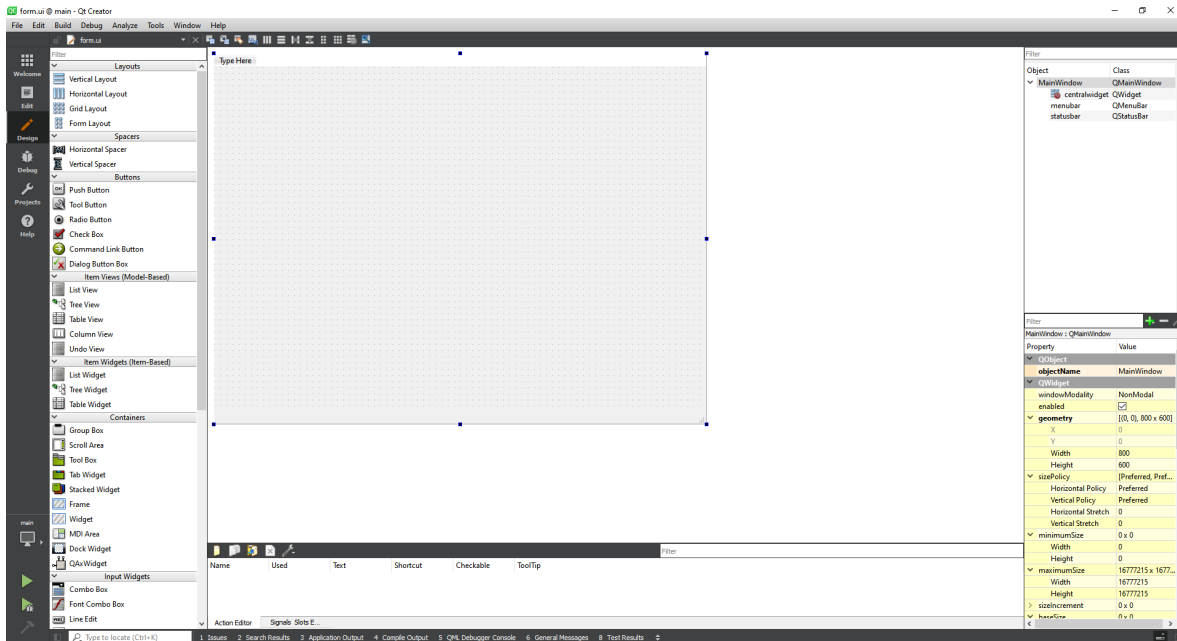 form.ui @ main - Qt Creator
File Edit Build Debug Analyze Tools Window Help
form.ui
Welcome
Edit
Design
Debug
Projects
Help
main
Filter
Layouts
Vertical Layout
Horizontal Layout
Grid Layout
Form Layout
Spacers
Horizontal Spacer
Vertical Spacer
Buttons
Push Button
Tool Button
Radio Button
Check Box
Command Link Button
Dialog Button Box
Item Views (Model-Based)
List View
Tree View
Table View
Column View
Undo View
Item Widgets (Item-Based)
List Widget
Tree Widget
Table Widget
Containers
Group Box
Scroll Area
Tool Box
Tab Widget
Stacked Widget
Frame
Widget
MDI Area
Dock Widget
QAxWidget
Input Widgets
Combo Box
Font Combo Box
Line Edit
Type Here
Filter
Name Used Text Shortcut Checkable ToolTip
Action Editor Signals Slots E...
Filter
Object Class
MainWindow QMainWindow
centralwidget QWidget
menubar QMenuBar
statusbar QStatusBar
Filter
MainWindow : QMainWindow
Property Value
QObject
objectName MainWindow
QWidget
windowModality NonModal
enabled
geometry [(0, 0), 800 x 600]
X 0
Y 0
Width 800
Height 600
sizePolicy [Preferred, Pref...
Horizontal Policy Preferred
Vertical Policy Preferred
Horizontal Stretch 0
Vertical Stretch 0
minimumSize 0 x 0
Width 0
Height 0
maximumSize 16777215 x 1677...
Width 16777215
Height 16777215
sizeIncrement 0 x 0
baseSize 0 x 0
Type to locate (Ctrl+K) 1 Issues 2 Search Results 3 Application Output 4 Compile Output 5 QML Debugger Console 6 General Messages 8 Test Results